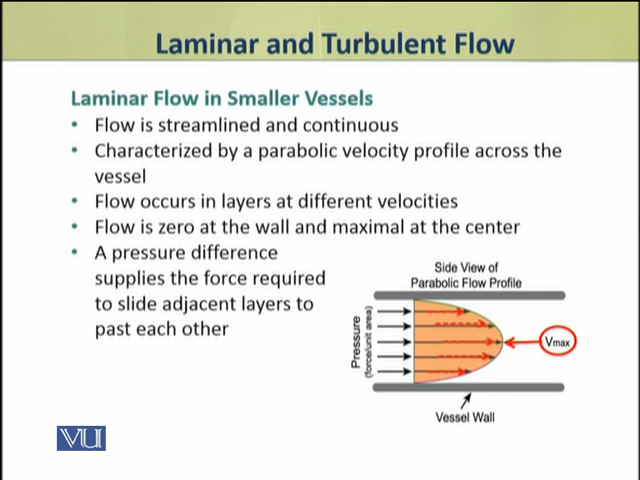 Laminar and Turbulent Flow
Laminar Flow in Smaller Vessels
• Flow is streamlined and continuous
• Characterized by a parabolic velocity profile across the
vessel
• Flow occurs in layers at different velocities
• Flow is zero at the wall and maximal at the center
• A pressure difference
supplies the force required
to slide adjacent layers to
past each other
Side View of
Parabolic Flow Profile
Pressure
(force/unit area)
Vmax
Vessel Wall
VU